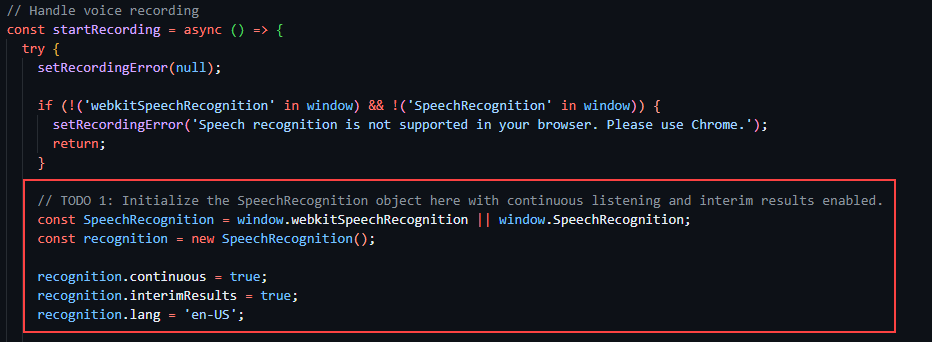 // Handle voice recording
const startRecording = async () => {
try {
setRecordingError(null);
if (!('webkitSpeechRecognition' in window) && !('SpeechRecognition' in window)) {
setRecordingError('Speech recognition is not supported in your browser. Please use Chrome.');
return;
}
// TODO 1: Initialize the SpeechRecognition object here with continuous listening and interim results enabled.
const SpeechRecognition = window.webkitSpeechRecognition || window.SpeechRecognition;
const recognition = new SpeechRecognition();
recognition.continuous = true;
recognition.interimResults = true;
recognition.lang = 'en-US';